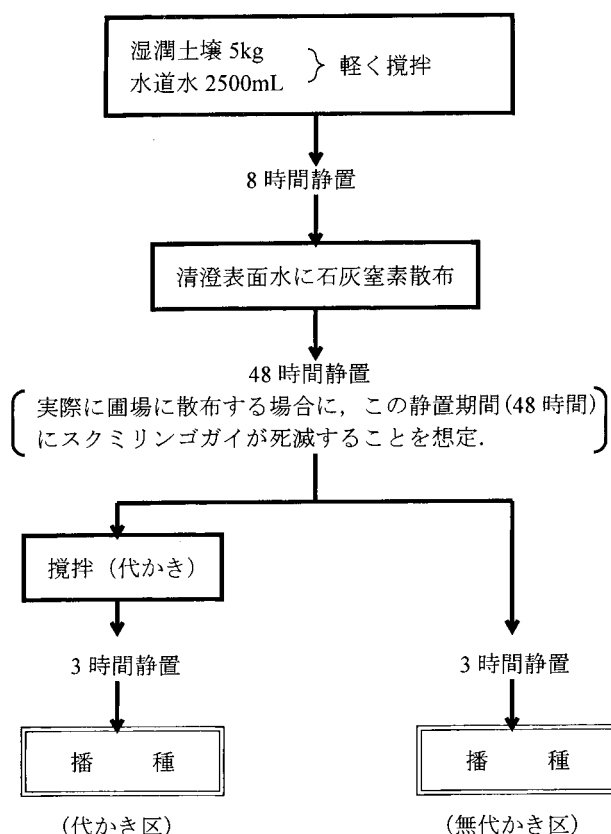 湿潤土壌 5kg
水道水 2500mL
軽く攪拌
8 時間静置
清澄表面水に石灰窒素散布
48 時間静置
実際に圃場に散布する場合に，この静置期間(48 時間)
にスクミリンゴガイが死滅することを想定．
攪拌（代かき）
3 時間静置
3 時間静置
播　種
播　種
(代かき区)
(無代かき区)